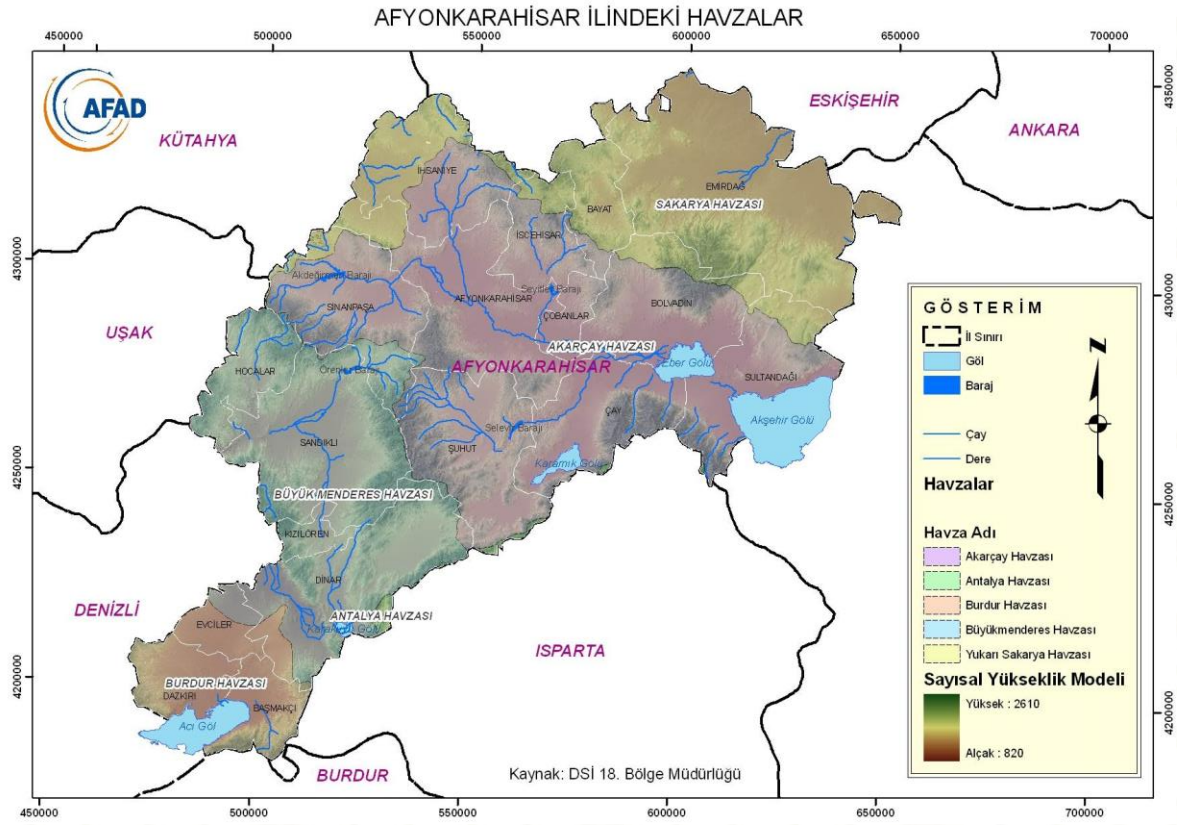 AFYONKARAHİSAR İLİNDEKİ HAVZALAR
450000
500000
550000
600000
650000
700000
4350000
4300000
4250000
4200000
4350000
4300000
4250000
4200000
AFAD
KÜTAHYA
ESKİŞEHİR
ANKARA
UŞAK
DENİZLİ
ISPARTA
BURDUR
AFYONKARAHİSAR
İHSANİYE
EMİRDAĞ
SAKARYA HAVZASI
BAYAT
İSCEHİSAR
Akdeğirmen Barajı
SİNANPAŞA
AFYONKARAHİSAR
Seyitler Barajı
ÇOBANLAR
BOLVADİN
AKARÇAY HAVZASI
Eber Gölü
SULTANDAĞI
Akşehir Gölü
HOCALAR
Örenler Barajı
SANDIKLI
ŞUHUT
Selevir Barajı
ÇAY
Karamık Gölü
BÜYÜK MENDERES HAVZASI
KIZILÖREN
DİNAR
ANTALYA HAVZASI
EVCİLER
BURDUR HAVZASI
DAZKIRI
BAŞMAKÇI
Acı Göl
GÖSTERİM
İl Sınırı
Göl
Baraj
Çay
Dere
Havzalar
Havza Adı
Akarçay Havzası
Antalya Havzası
Burdur Havzası
Büyükmenderes Havzası
Yukarı Sakarya Havzası
Sayısal Yükseklik Modeli
Yüksek : 2610
Alçak : 820
Z
Kaynak: DSİ 18. Bölge Müdürlüğü
450000
500000
550000
600000
650000
700000